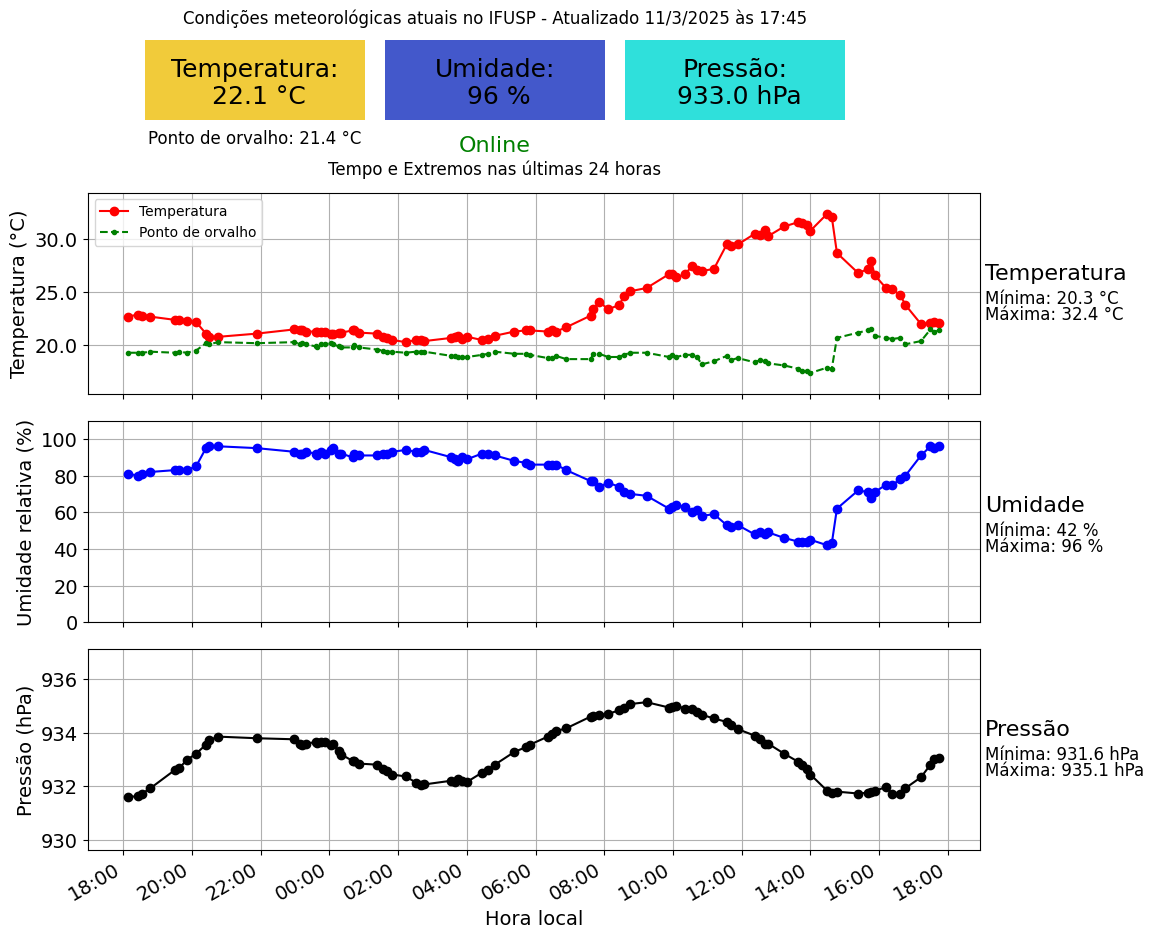 Condições meteorológicas atuais no IFUSP - Atualizado 11/3/2025 às 17:45
Temperatura:
22.1 °C
Umidade:
96 %
Pressão:
933.0 hPa
Ponto de orvalho: 21.4 °C
Online
Tempo e Extremos nas últimas 24 horas
Temperatura (°C)
30.0
25.0
20.0
Temperatura
Ponto de orvalho
Temperatura
Mínima: 20.3 °C
Máxima: 32.4 °C
Umidade relativa (%)
100
80
60
40
20
0
Umidade
Mínima: 42 %
Máxima: 96 %
Pressão (hPa)
936
934
932
930
Pressão
Mínima: 931.6 hPa
Máxima: 935.1 hPa
18:00 20:00 22:00 00:00 02:00 04:00 06:00 08:00 10:00 12:00 14:00 16:00 18:00
Hora local